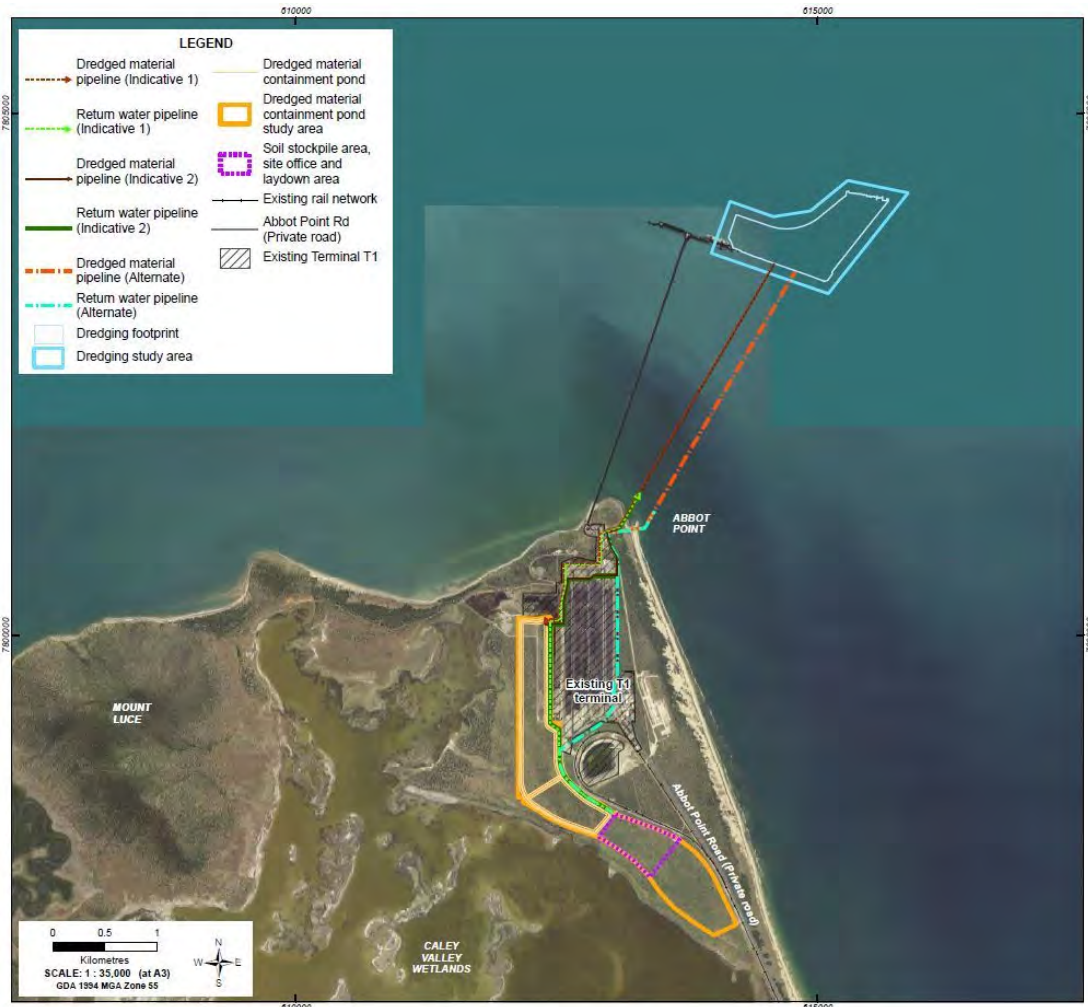 610000
615000
7805000
LEGEND
Dredged material
pipeline (Indicative 1)
Return water pipeline
(Indicative 1)
Dredged material
pipeline (Indicative 2)
Return water pipeline
(Indicative 2)
Dredged material
pipeline (Alternate)
Return water pipeline
(Alternate)
Dredging footprint
Dredging study area
Dredged material
containment pond
Dredged material
containment pond
study area
Soil stockpile area,
site office and
laydown area
Existing rail network
Abbot Point Rd
(Private road)
Existing Terminal T1
ABBOT
POINT
7800000
Existing T1
terminal
MOUNT
LUCE
Abbot Point Road (Private road)
CALEY
VALLEY
WETLANDS
0 0.5 1
Kilometres
SCALE: 1 : 35,000 (at A3)
GDA 1994 MGA Zone 55
N
W E
S